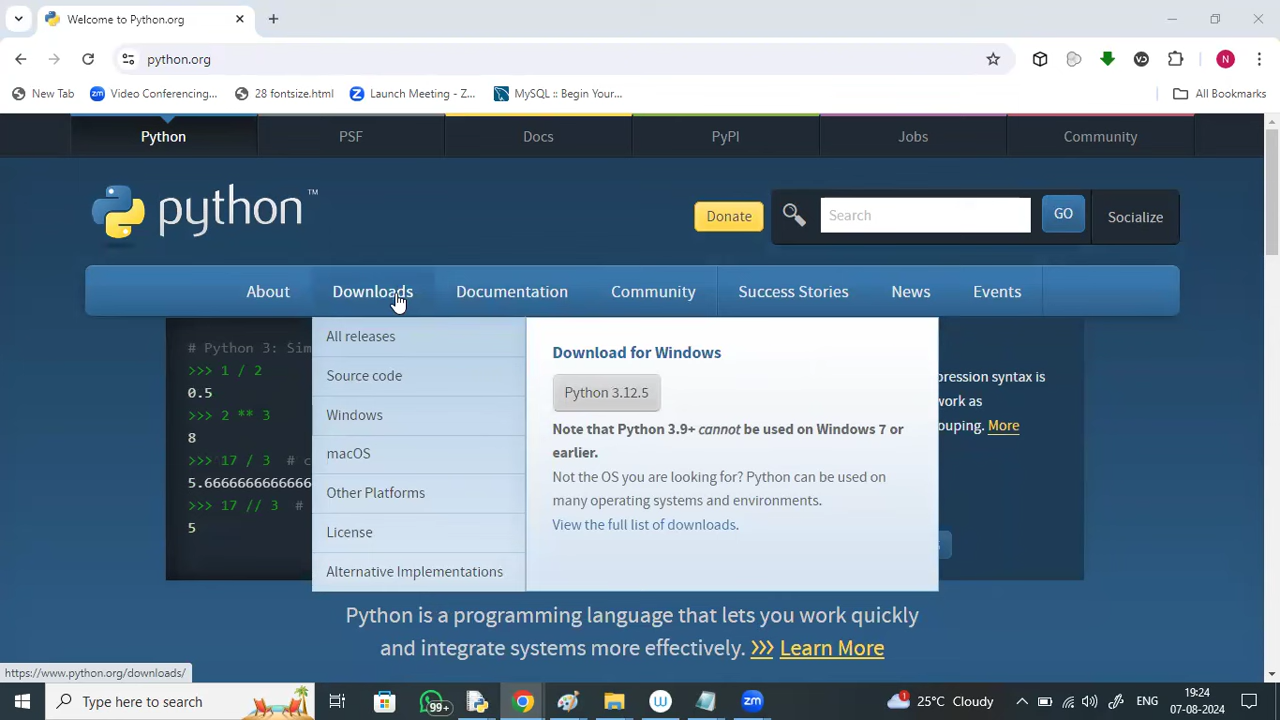 Welcome to Python.org
python.org
New Tab
Video Conferencing...
28 fontsize.html
Launch Meeting - Z...
MySQL :: Begin Your...
All Bookmarks
N
VD
Python
PSF
Docs
PyPI
Jobs
Community
python™
Donate
Search
GO
Socialize
About
Downloads
Documentation
Community
Success Stories
News
Events
# Python 3: Sim
>>> 1 / 2
0.5
>>> 2 ** 3
8
>>> 17 / 3 # c
5.6666666666666
>>> 17 // 3 #
5
All releases
Source code
Windows
macOS
Other Platforms
License
Alternative Implementations
Download for Windows
Python 3.12.5
Note that Python 3.9+ cannot be used on Windows 7 or
earlier.
Not the OS you are looking for? Python can be used on
many operating systems and environments.
View the full list of downloads.
pression syntax is
work as
ouping. More
Python is a programming language that lets you work quickly
and integrate systems more effectively. >>> Learn More
https://www.python.org/downloads/
Type here to search
99+
W
zm
1
25°C Cloudy
ENG
19:24
07-08-2024